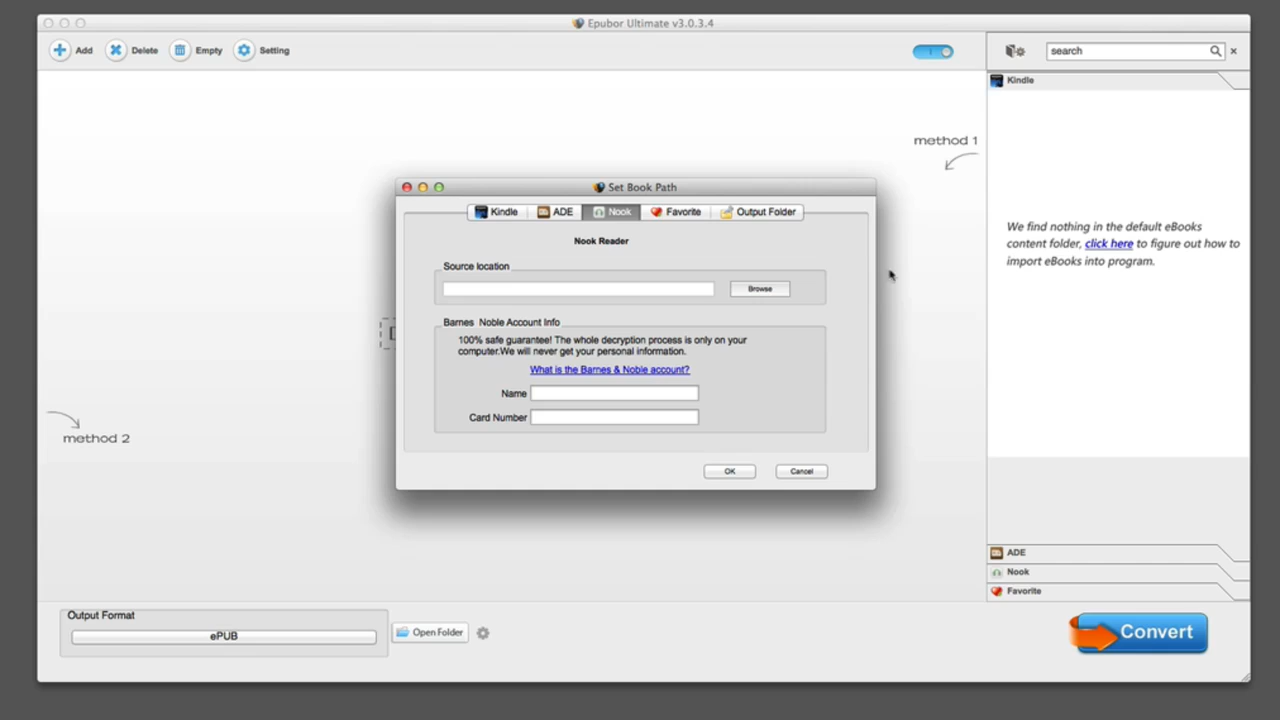 Epubor Ultimate v3.0.3.4
Add Delete Empty Setting
search
Kindle
method 1
Set Book Path
Kindle ADE Nook Favorite Output Folder
Nook Reader
We find nothing in the default eBooks
content folder, click here to figure out how to
import eBooks into program.
Source location
Browse
Barnes Noble Account Info
100% safe guarantee! The whole decryption process is only on your
computer.We will never get your personal information.
What is the Barnes & Noble account?
Name
Card Number
method 2
OK Cancel
ADE
Nook
Favorite
Output Format
ePUB
Open Folder
Convert